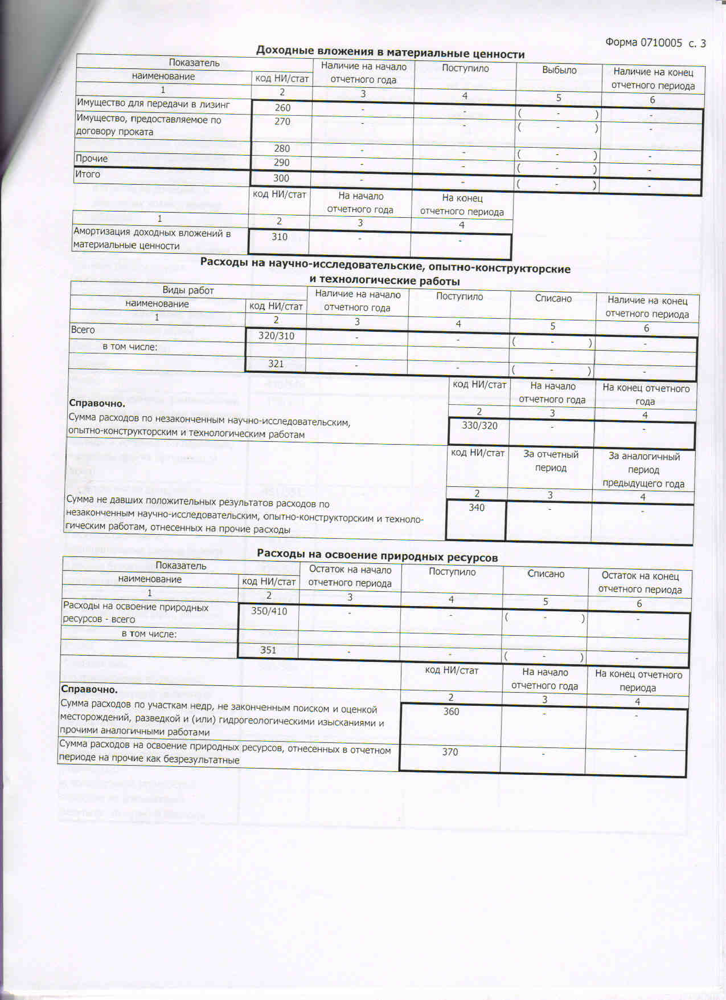 Форма 0710005 с. 3
Доходные вложения в материальные ценности
Показатель
Наличие на начало отчетного года
Поступило
Выбыло
Наличие на конец отчетного периода
наименование
код НИ/стат
1 2 3 4 5 6
Имущество для передачи в лизинг 260 - - ( - ) -
Имущество, предоставляемое по 270 - - ( - ) -
договору проката
280 - - ( - ) -
Прочие 290 - - ( - ) -
Итого 300 - - ( - ) -
код НИ/стат На начало На конец
отчетного года отчетного периода
1 2 3 4
Амортизация доходных вложений в 310 - -
материальные ценности
Расходы на научно-исследовательские, опытно-конструкторские
и технологические работы
Виды работ
Наличие на начало отчетного года
Поступило
Списано
Наличие на конец отчетного периода
наименование
код НИ/стат
1 2 3 4 5 6
Всего 320/310 - - ( - ) -
в том числе:
321 - - ( - ) -
код НИ/стат На начало На конец отчетного
отчетного года года
Справочно.
2 3 4
Сумма расходов по незаконченным научно-исследовательским, 330/320 - -
опытно-конструкторским и технологическим работам
код НИ/стат За отчетный За аналогичный
период период
предыдущего года
2 3 4
Сумма не давших положительных результатов расходов по 340 - -
незаконченным научно-исследовательским, опытно-конструкторским и техноло-
гическим работам, отнесенных на прочие расходы
Расходы на освоение природных ресурсов
Показатель
Остаток на начало отчетного периода
Поступило
Списано
Остаток на конец отчетного периода
наименование
код НИ/стат
1 2 3 4 5 6
Расходы на освоение природных 350/410 - - ( - ) -
ресурсов - всего
в том числе:
351 - - ( - ) -
код НИ/стат На начало На конец отчетного
отчетного года периода
Справочно.
2 3 4
Сумма расходов по участкам недр, не законченным поиском и оценкой 360 - -
месторождений, разведкой и (или) гидрогеологическими изысканиями и
прочими аналогичными работами
Сумма расходов на освоение природных ресурсов, отнесенных в отчетном 370 - -
периоде на прочие как безрезультатные